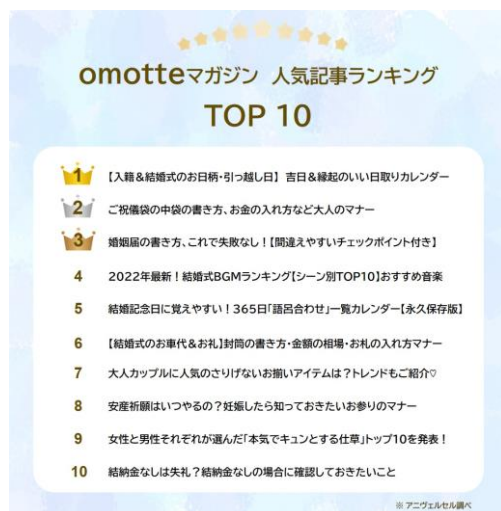 omotteマガジン 人気記事ランキング
TOP 10
1 【入籍&結婚式のお日柄・引っ越し日】 吉日&縁起のいい日取りカレンダー
2 ご祝儀袋の中袋の書き方、お金の入れ方など大人のマナー
3 婚姻届の書き方、これで失敗なし!【間違えやすいチェックポイント付き】
4 2022年最新!結婚式BGMランキング【シーン別TOP10】おすすめ音楽
5 結婚記念日に覚えやすい!365日「語呂合わせ」一覧カレンダー【永久保存版】
6 【結婚式のお車代&お礼】封筒の書き方・金額の相場・お札の入れ方マナー
7 大人カップルに人気のさりげないお揃いアイテムは?トレンドもご紹介♡
8 安産祈願はいつやるの?妊娠したら知っておきたいお参りのマナー
9 女性と男性それぞれが選んだ「本気でキュンとする仕草」トップ10を発表!
10 結納金なしは失礼?結納金なしの場合に確認しておきたいこと
※ アニヴェルセル調べ